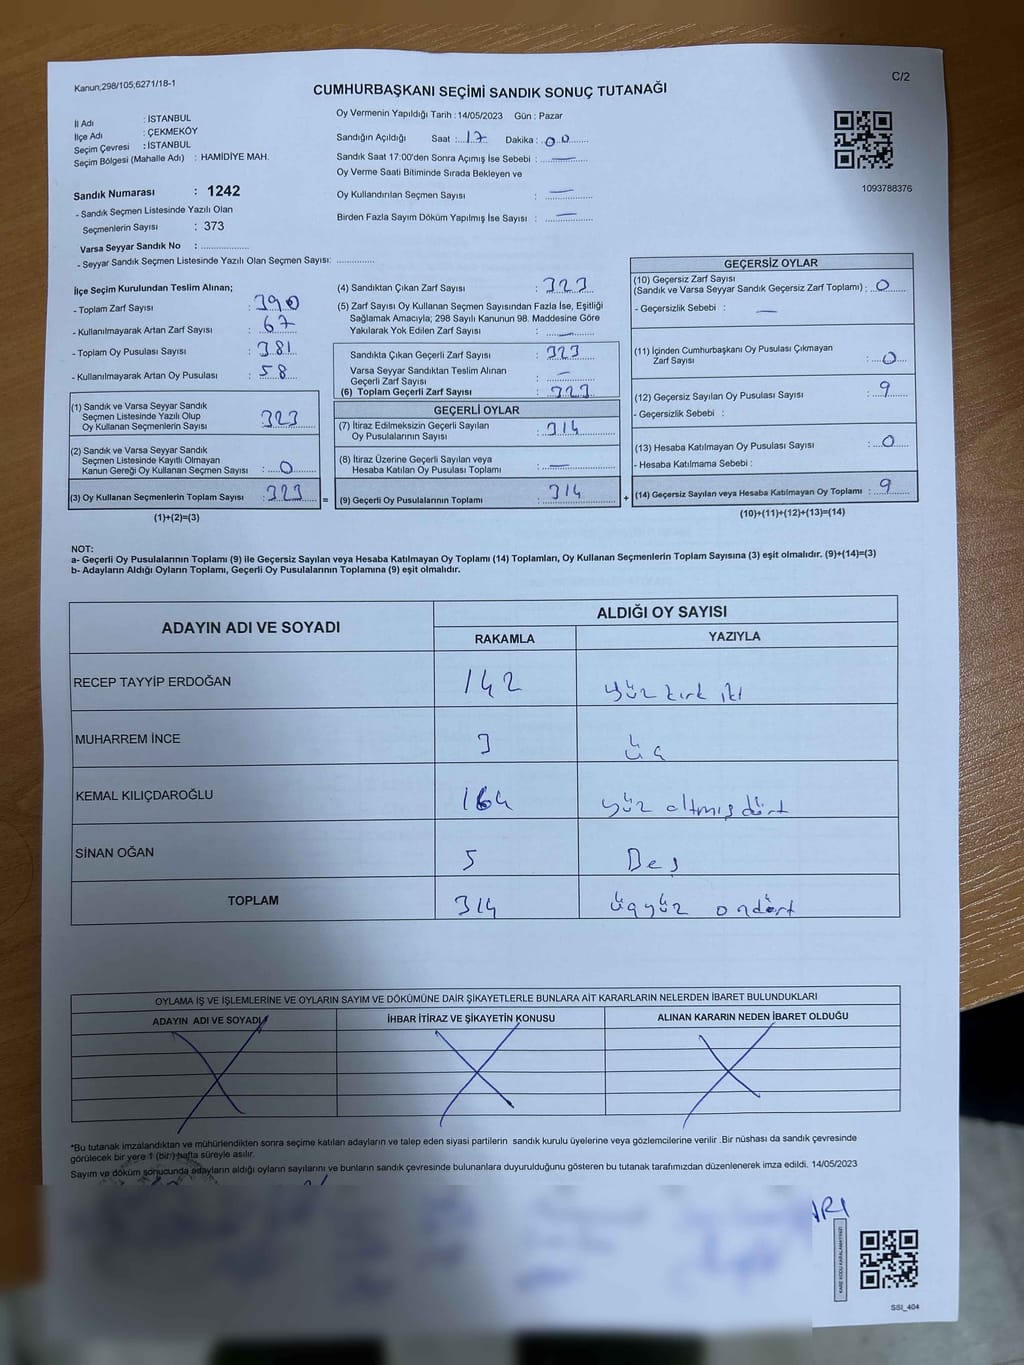 Kanun;298/105;6271/18-1
C/2
CUMHURBAŞKANI SEÇİMİ SANDIK SONUÇ TUTANAĞI
İl Adı : İSTANBUL
İlçe Adı : ÇEKMEKÖY
Seçim Çevresi : İSTANBUL
Seçim Bölgesi (Mahalle Adı) : HAMİDİYE MAH.
Sandık Numarası : 1242
- Sandık Seçmen Listesinde Yazılı Olan
Seçmenlerin Sayısı : 373
Varsa Seyyar Sandık No : ..............
- Seyyar Sandık Seçmen Listesinde Yazılı Olan Seçmen Sayısı: ............
Oy Vermenin Yapıldığı Tarih : 14/05/2023 Gün : Pazar
Sandığın Açıldığı Saat : 17 Dakika : 00
Sandık Saat 17:00'den Sonra Açımış İse Sebebi : —
Oy Verme Saati Bitiminde Sırada Bekleyen ve
Oy Kullandırılan Seçmen Sayısı : —
Birden Fazla Sayım Döküm Yapılmış İse Sayısı : —
1093788376
İlçe Seçim Kurulundan Teslim Alınan;
- Toplam Zarf Sayısı : 390
- Kullanılmayarak Artan Zarf Sayısı : 67
- Toplam Oy Pusulası Sayısı : 381
- Kullanılmayarak Artan Oy Pusulası : 58
(1) Sandık ve Varsa Seyyar Sandık
Seçmen Listesinde Yazılı Olup
Oy Kullanan Seçmenlerin Sayısı : 323
(2) Sandık ve Varsa Seyyar Sandık
Seçmen Listesinde Kayıtlı Olmayan
Kanun Gereği Oy Kullanan Seçmen Sayısı : 0
(3) Oy Kullanan Seçmenlerin Toplam Sayısı : 323 =
(1)+(2)=(3)
(4) Sandıktan Çıkan Zarf Sayısı : 323
(5) Zarf Sayısı Oy Kullanan Seçmen Sayısından Fazla İse, Eşitliği
Sağlamak Amacıyla; 298 Sayılı Kanunun 98. Maddesine Göre
Yakılarak Yok Edilen Zarf Sayısı : —
Sandıkta Çıkan Geçerli Zarf Sayısı : 323
Varsa Seyyar Sandıktan Teslim Alınan
Geçerli Zarf Sayısı : —
(6) Toplam Geçerli Zarf Sayısı : 323
GEÇERLİ OYLAR
(7) İtiraz Edilmeksizin Geçerli Sayılan
Oy Pusulalarının Sayısı : 314
(8) İtiraz Üzerine Geçerli Sayılan veya
Hesaba Katılan Oy Pusulası Toplamı : —
(9) Geçerli Oy Pusulalarının Toplamı : 314 +
GEÇERSİZ OYLAR
(10) Geçersiz Zarf Sayısı
(Sandık ve Varsa Seyyar Sandık Geçersiz Zarf Toplamı) : 0
- Geçersizlik Sebebi : —
(11) İçinden Cumhurbaşkanı Oy Pusulası Çıkmayan
Zarf Sayısı : 0
(12) Geçersiz Sayılan Oy Pusulası Sayısı : 9
- Geçersizlik Sebebi :
(13) Hesaba Katılmayan Oy Pusulası Sayısı : 0
- Hesaba Katılmama Sebebi :
(14) Geçersiz Sayılan veya Hesaba Katılmayan Oy Toplamı : 9
(10)+(11)+(12)+(13)=(14)
NOT:
a- Geçerli Oy Pusulalarının Toplamı (9) ile Geçersiz Sayılan veya Hesaba Katılmayan Oy Toplamı (14) Toplamları, Oy Kullanan Seçmenlerin Toplam Sayısına (3) eşit olmalıdır. (9)+(14)=(3)
b- Adayların Aldığı Oyların Toplamı, Geçerli Oy Pusulalarının Toplamına (9) eşit olmalıdır.
ADAYIN ADI VE SOYADI
ALDIĞI OY SAYISI
RAKAMLA YAZIYLA
RECEP TAYYİP ERDOĞAN 142 yüz kırk iki
MUHARREM İNCE 3 üç
KEMAL KILIÇDAROĞLU 164 yüz altmış dört
SİNAN OĞAN 5 Beş
TOPLAM 314 üçyüz ondört
OYLAMA İŞ VE İŞLEMLERİNE VE OYLARIN SAYIM VE DÖKÜMÜNE DAİR ŞİKAYETLERLE BUNLARA AİT KARARLARIN NELERDEN İBARET BULUNDUKLARI
ADAYIN ADI VE SOYADI İHBAR İTİRAZ VE ŞİKAYETİN KONUSU ALINAN KARARIN NEDEN İBARET OLDUĞU
*Bu tutanak imzalandıktan ve mühürlendikten sonra seçime katılan adayların ve talep eden siyasi partilerin sandık kurulu üyelerine veya gözlemcilerine verilir .Bir nüshası da sandık çevresinde
görülecek bir yere 1 (bir) hafta süreyle asılır.
Sayım ve döküm sonucunda adayların aldığı oyların sayılarını ve bunların sandık çevresinde bulunanlara duyurulduğunu gösteren bu tutanak tarafımızdan düzenlenerek imza edildi. 14/05/2023
KARE KODU KARALAMAYINIZ!
SSI_404